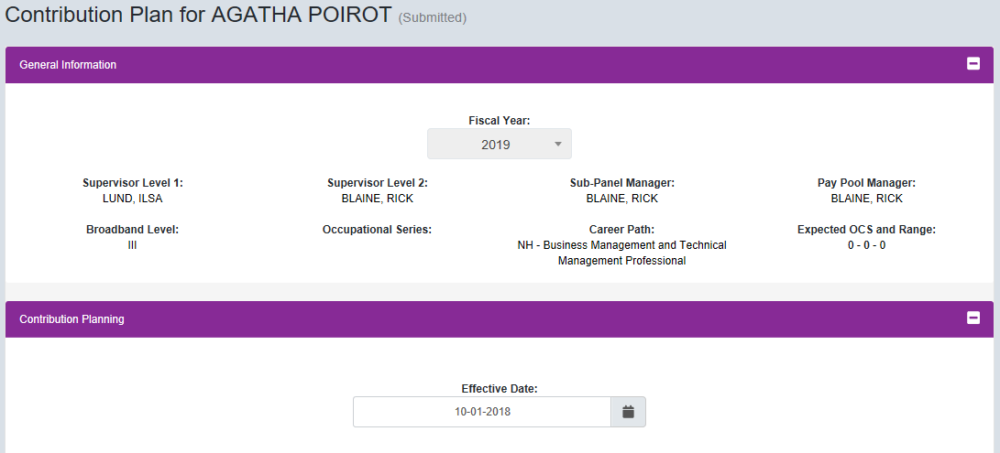 Contribution Plan for AGATHA POIROT (Submitted)
General Information
Fiscal Year:
2019
Supervisor Level 1: Supervisor Level 2: Sub-Panel Manager: Pay Pool Manager:
LUND, ILSA BLAINE, RICK BLAINE, RICK BLAINE, RICK
Broadband Level: Occupational Series: Career Path: Expected OCS and Range:
III NH - Business Management and Technical 0 - 0 - 0
Management Professional
Contribution Planning
Effective Date:
10-01-2018